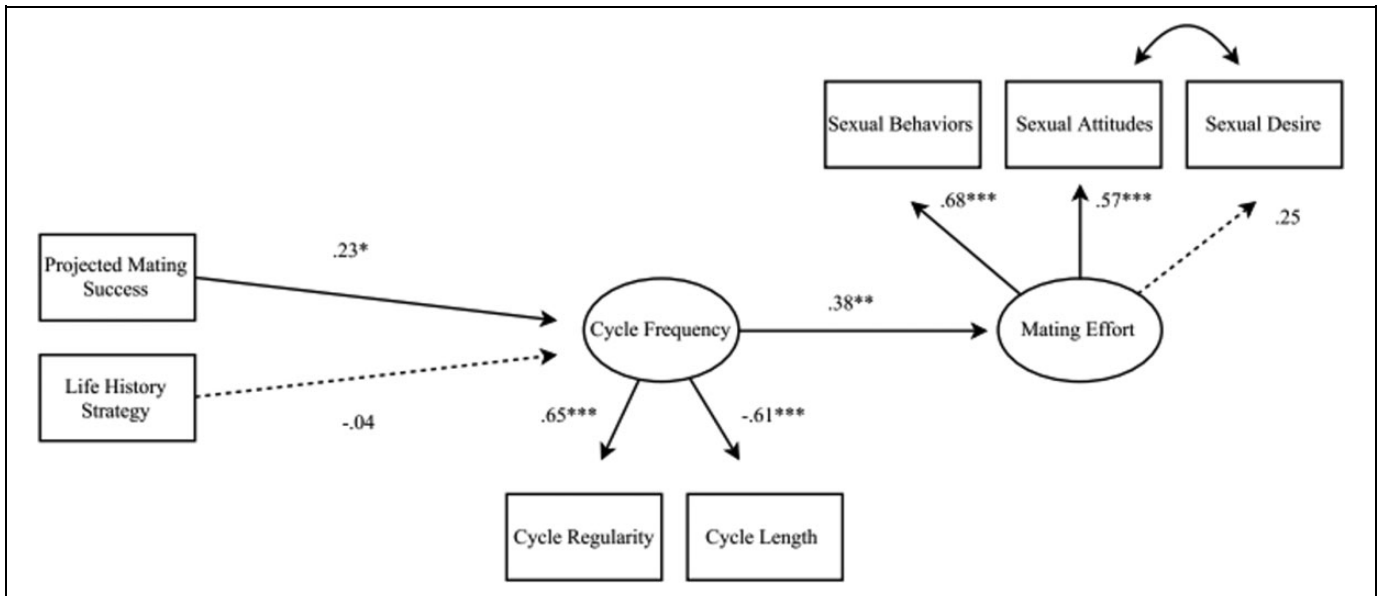 Sexual Behaviors
Sexual Attitudes
Sexual Desire
.68***
.57***
.25
Projected Mating
Success
.23*
Cycle Frequency
.38**
Mating Effort
Life History
Strategy
-.04
.65***
-.61***
Cycle Regularity
Cycle Length